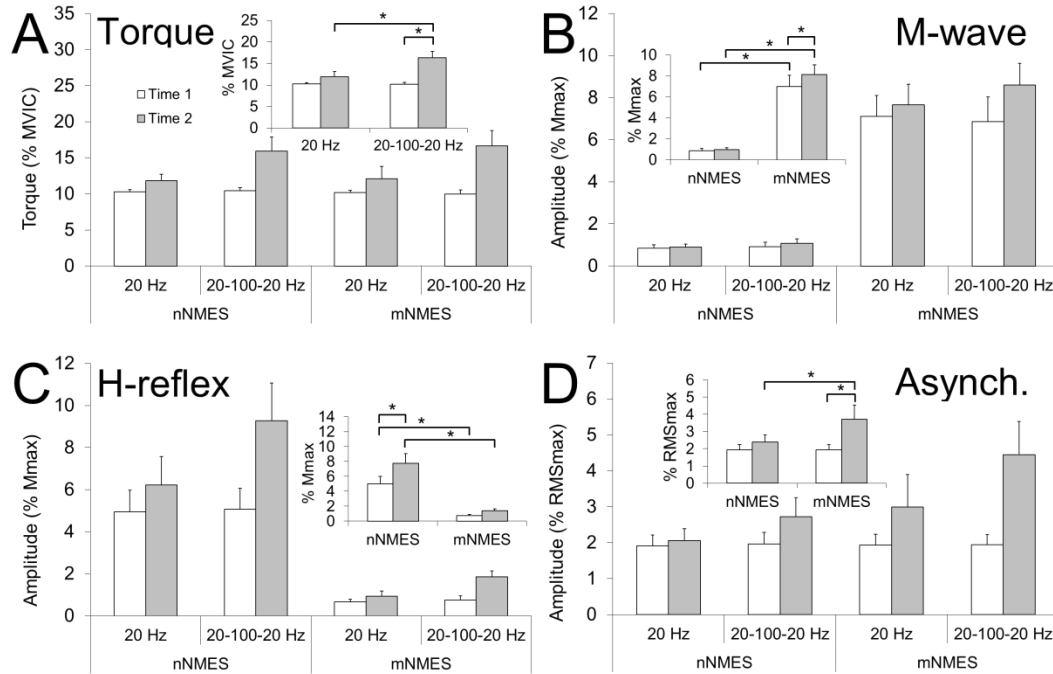 A Torque
Torque (% MVIC)
35
30
25
20
15
10
5
0
Time 1
Time 2
% MVIC
25
20
15
10
5
0
*
*
20 Hz 20-100-20 Hz
20 Hz 20-100-20 Hz 20 Hz 20-100-20 Hz
nNMES mNMES
B M-wave
Amplitude (% Mmax)
12
10
8
6
4
2
0
% Mmax
10
8
6
4
2
0
*
*
*
nNMES mNMES
20 Hz 20-100-20 Hz 20 Hz 20-100-20 Hz
nNMES mNMES
C H-reflex
Amplitude (% Mmax)
12
10
8
6
4
2
0
% Mmax
14
12
10
8
6
4
2
0
*
*
*
nNMES mNMES
20 Hz 20-100-20 Hz 20 Hz 20-100-20 Hz
nNMES mNMES
D Asynch.
Amplitude (% RMSmax)
7
6
5
4
3
2
1
0
% RMSmax
6
5
4
3
2
1
0
*
*
nNMES mNMES
20 Hz 20-100-20 Hz 20 Hz 20-100-20 Hz
nNMES mNMES